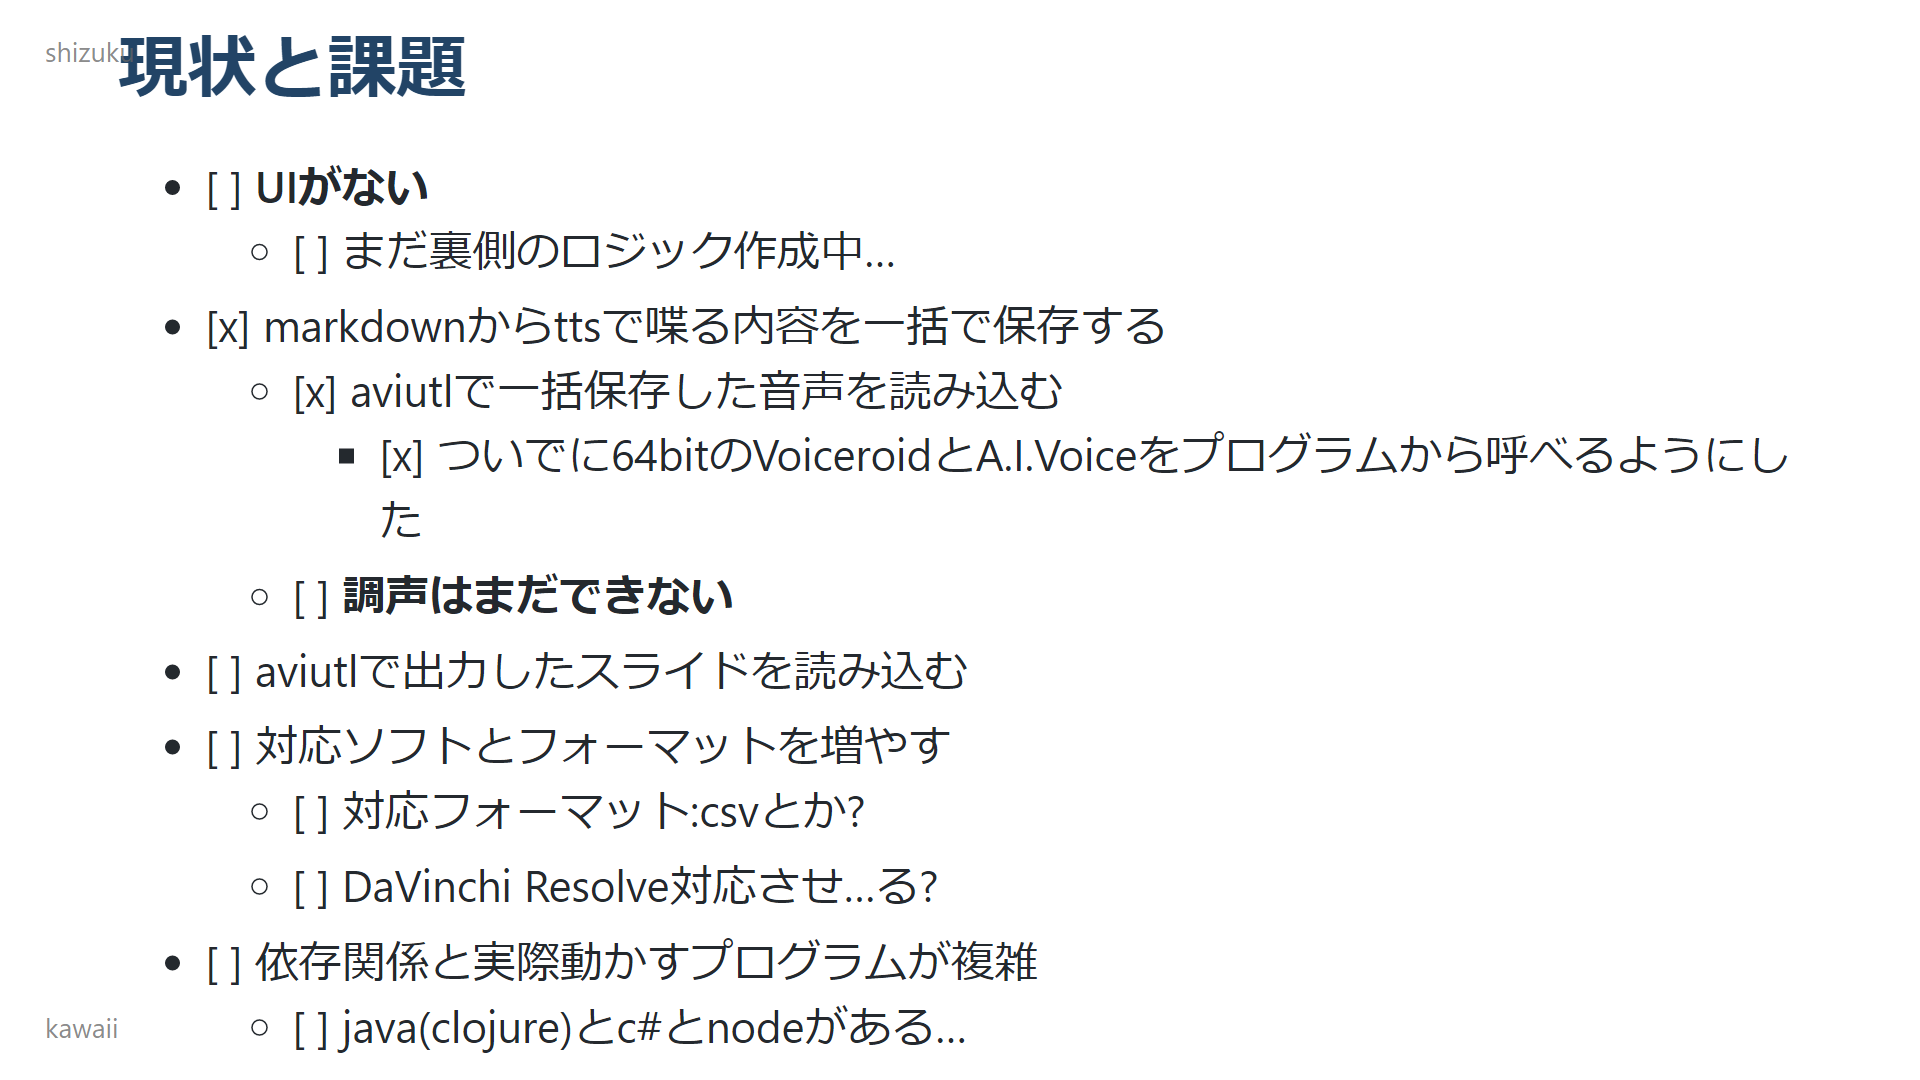 shizuku
現状と課題
[ ] UIがない
[ ] まだ裏側のロジック作成中...
[x] markdownからttsで喋る内容を一括で保存する
[x] aviutlで一括保存した音声を読み込む
[x] ついでに64bitのVoiceroidとA.I.Voiceをプログラムから呼べるようにし
た
[ ] 調声はまだできない
[ ] aviutlで出力したスライドを読み込む
[ ] 対応ソフトとフォーマットを増やす
[ ] 対応フォーマット:csvとか?
[ ] DaVinchi Resolve対応させ...る?
[ ] 依存関係と実際動かすプログラムが複雑
[ ] java(clojure)とc#とnodeがある...
kawaii